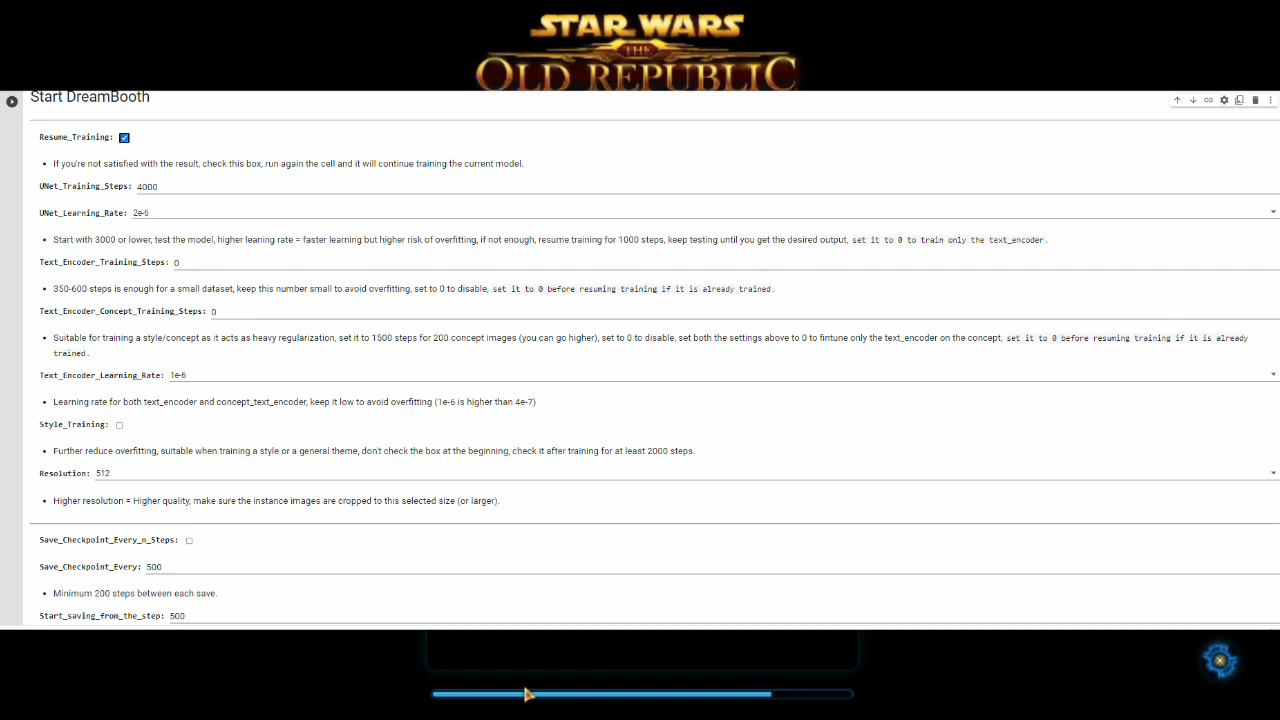 STAR WARS
THE
OLD REPUBLIC
Start DreamBooth
Resume_Training:
If you're not satisfied with the result, check this box, run again the cell and it will continue training the current model.
UNet_Training_Steps: 4000
UNet_Learning_Rate: 2e-6
Start with 3000 or lower, test the model, higher leaning rate = faster learning but higher risk of overfitting, if not enough, resume training for 1000 steps, keep testing until you get the desired output, set it to 0 to train only the text_encoder.
Text_Encoder_Training_Steps: 0
350-600 steps is enough for a small dataset, keep this number small to avoid overfitting, set to 0 to disable, set it to 0 before resuming training if it is already trained.
Text_Encoder_Concept_Training_Steps: 0
Suitable for training a style/concept as it acts as heavy regularization, set it to 1500 steps for 200 concept images (you can go higher), set to 0 to disable, set both the settings above to 0 to fintune only the text_encoder on the concept, set it to 0 before resuming training if it is already
trained.
Text_Encoder_Learning_Rate: 1e-6
Learning rate for both text_encoder and concept_text_encoder, keep it low to avoid overfitting (1e-6 is higher than 4e-7)
Style_Training:
Further reduce overfitting, suitable when training a style or a general theme, don't check the box at the beginning, check it after training for at least 2000 steps.
Resolution: 512
Higher resolution = Higher quality, make sure the instance images are cropped to this selected size (or larger).
Save_Checkpoint_Every_n_Steps:
Save_Checkpoint_Every: 500
Minimum 200 steps between each save.
Start_saving_from_the_step: 500